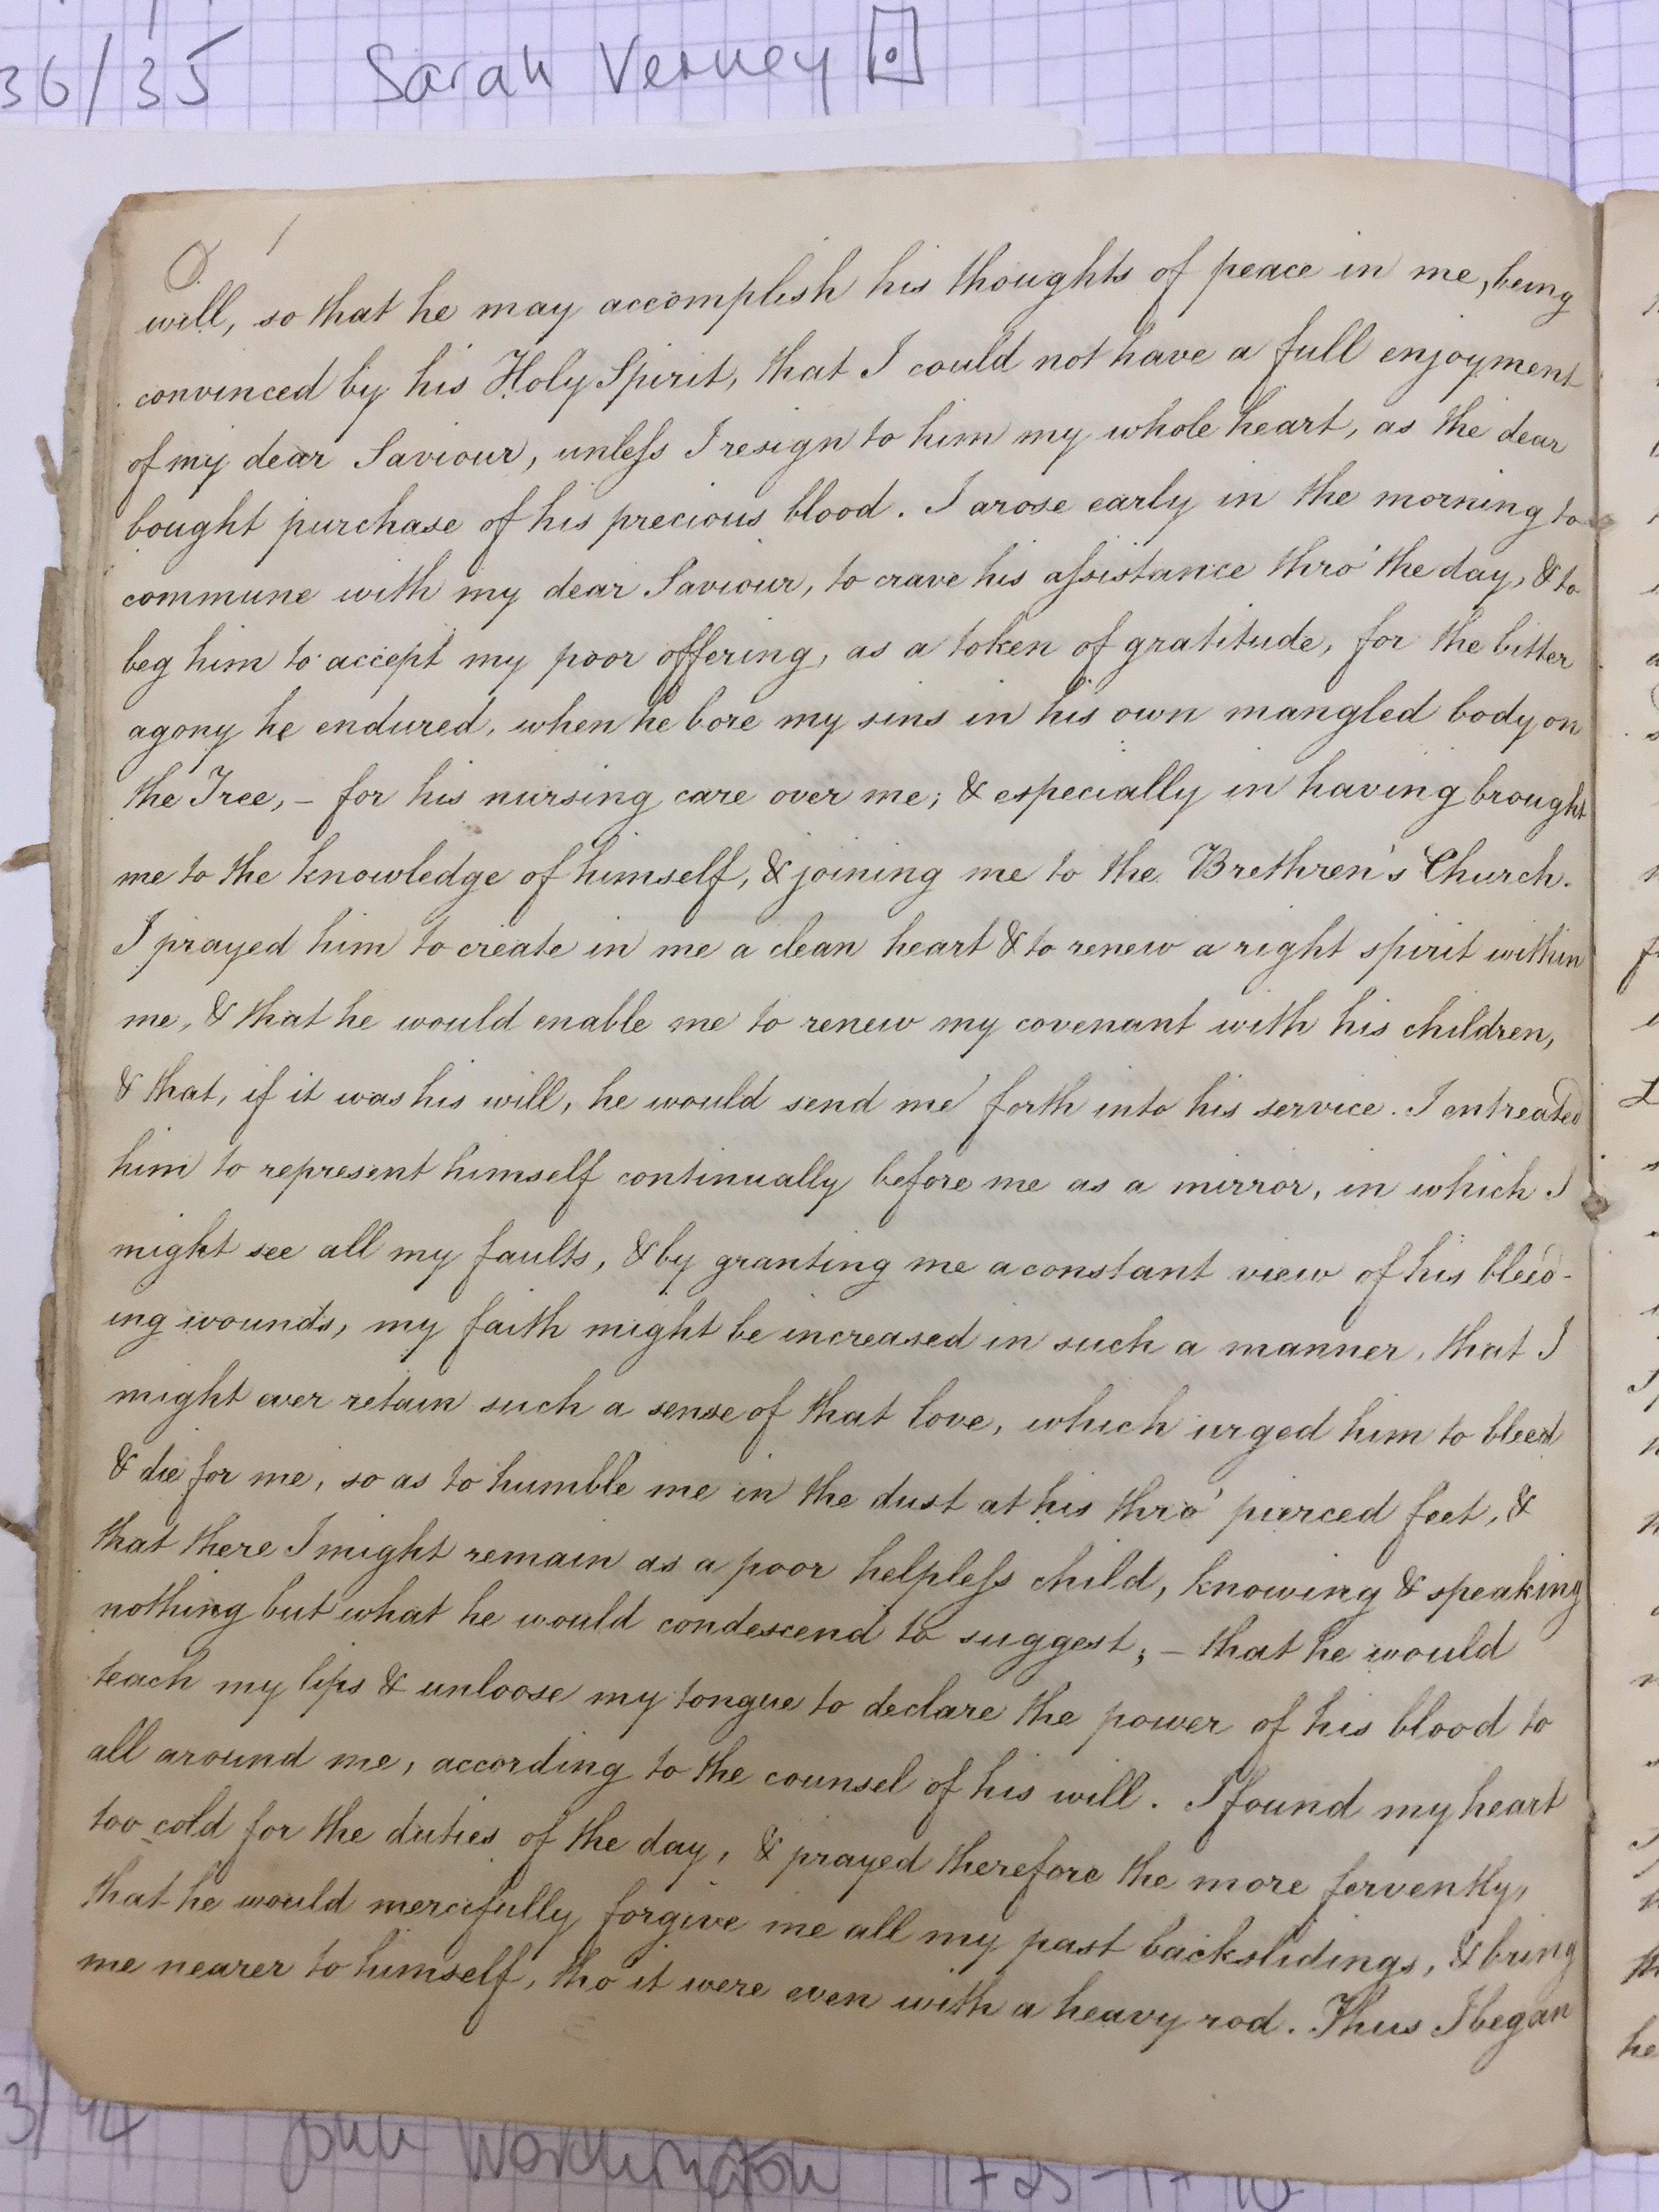 36/35 Sarah Verney
will, so that he may accomplish his thoughts of peace in me, being
convinced by his Holy Spirit, that I could not have a full enjoyment
of my dear Saviour, unleſs I resign to him my whole heart, as the dear
bought purchase of his precious blood. I arose early in the morning to
commune with my dear Saviour, to crave his aſsistance thro' the day, & to
beg him to accept my poor offering, as a token of gratitude, for the bitter
agony he endured, when he bore my sins in his own mangled body on
the Tree, – for his nursing care over me; & especially in having brought
me to the knowledge of himself, & joining me to the Brethren's Church.
I prayed him to create in me a clean heart & to renew a right spirit within
me, & that he would enable me to renew my covenant with his children,
& that, if it was his will, he would send me forth into his service. I entreated
him to represent himself continually before me as a mirror, in which I
might see all my faults, & by granting me a constant view of his bleed-
ing wounds, my faith might be increased in such a manner, that I
might ever retain such a sense of that love, which urged him to bleed
& die for me, so as to humble me in the dust at his thro' pierced feet, &
that there I might remain as a poor helpleſs child, knowing & speaking
nothing but what he would condescend to suggest; – that he would
teach my lips & unloose my tongue to declare the power of his blood to
all around me, according to the counsel of his will. I found my heart
too cold for the duties of the day, & prayed therefore the more fervently,
that he would mercifully forgive me all my past backslidings, & bring
me nearer to himself, tho it were even with a heavy rod. Thus I began
John Worthington